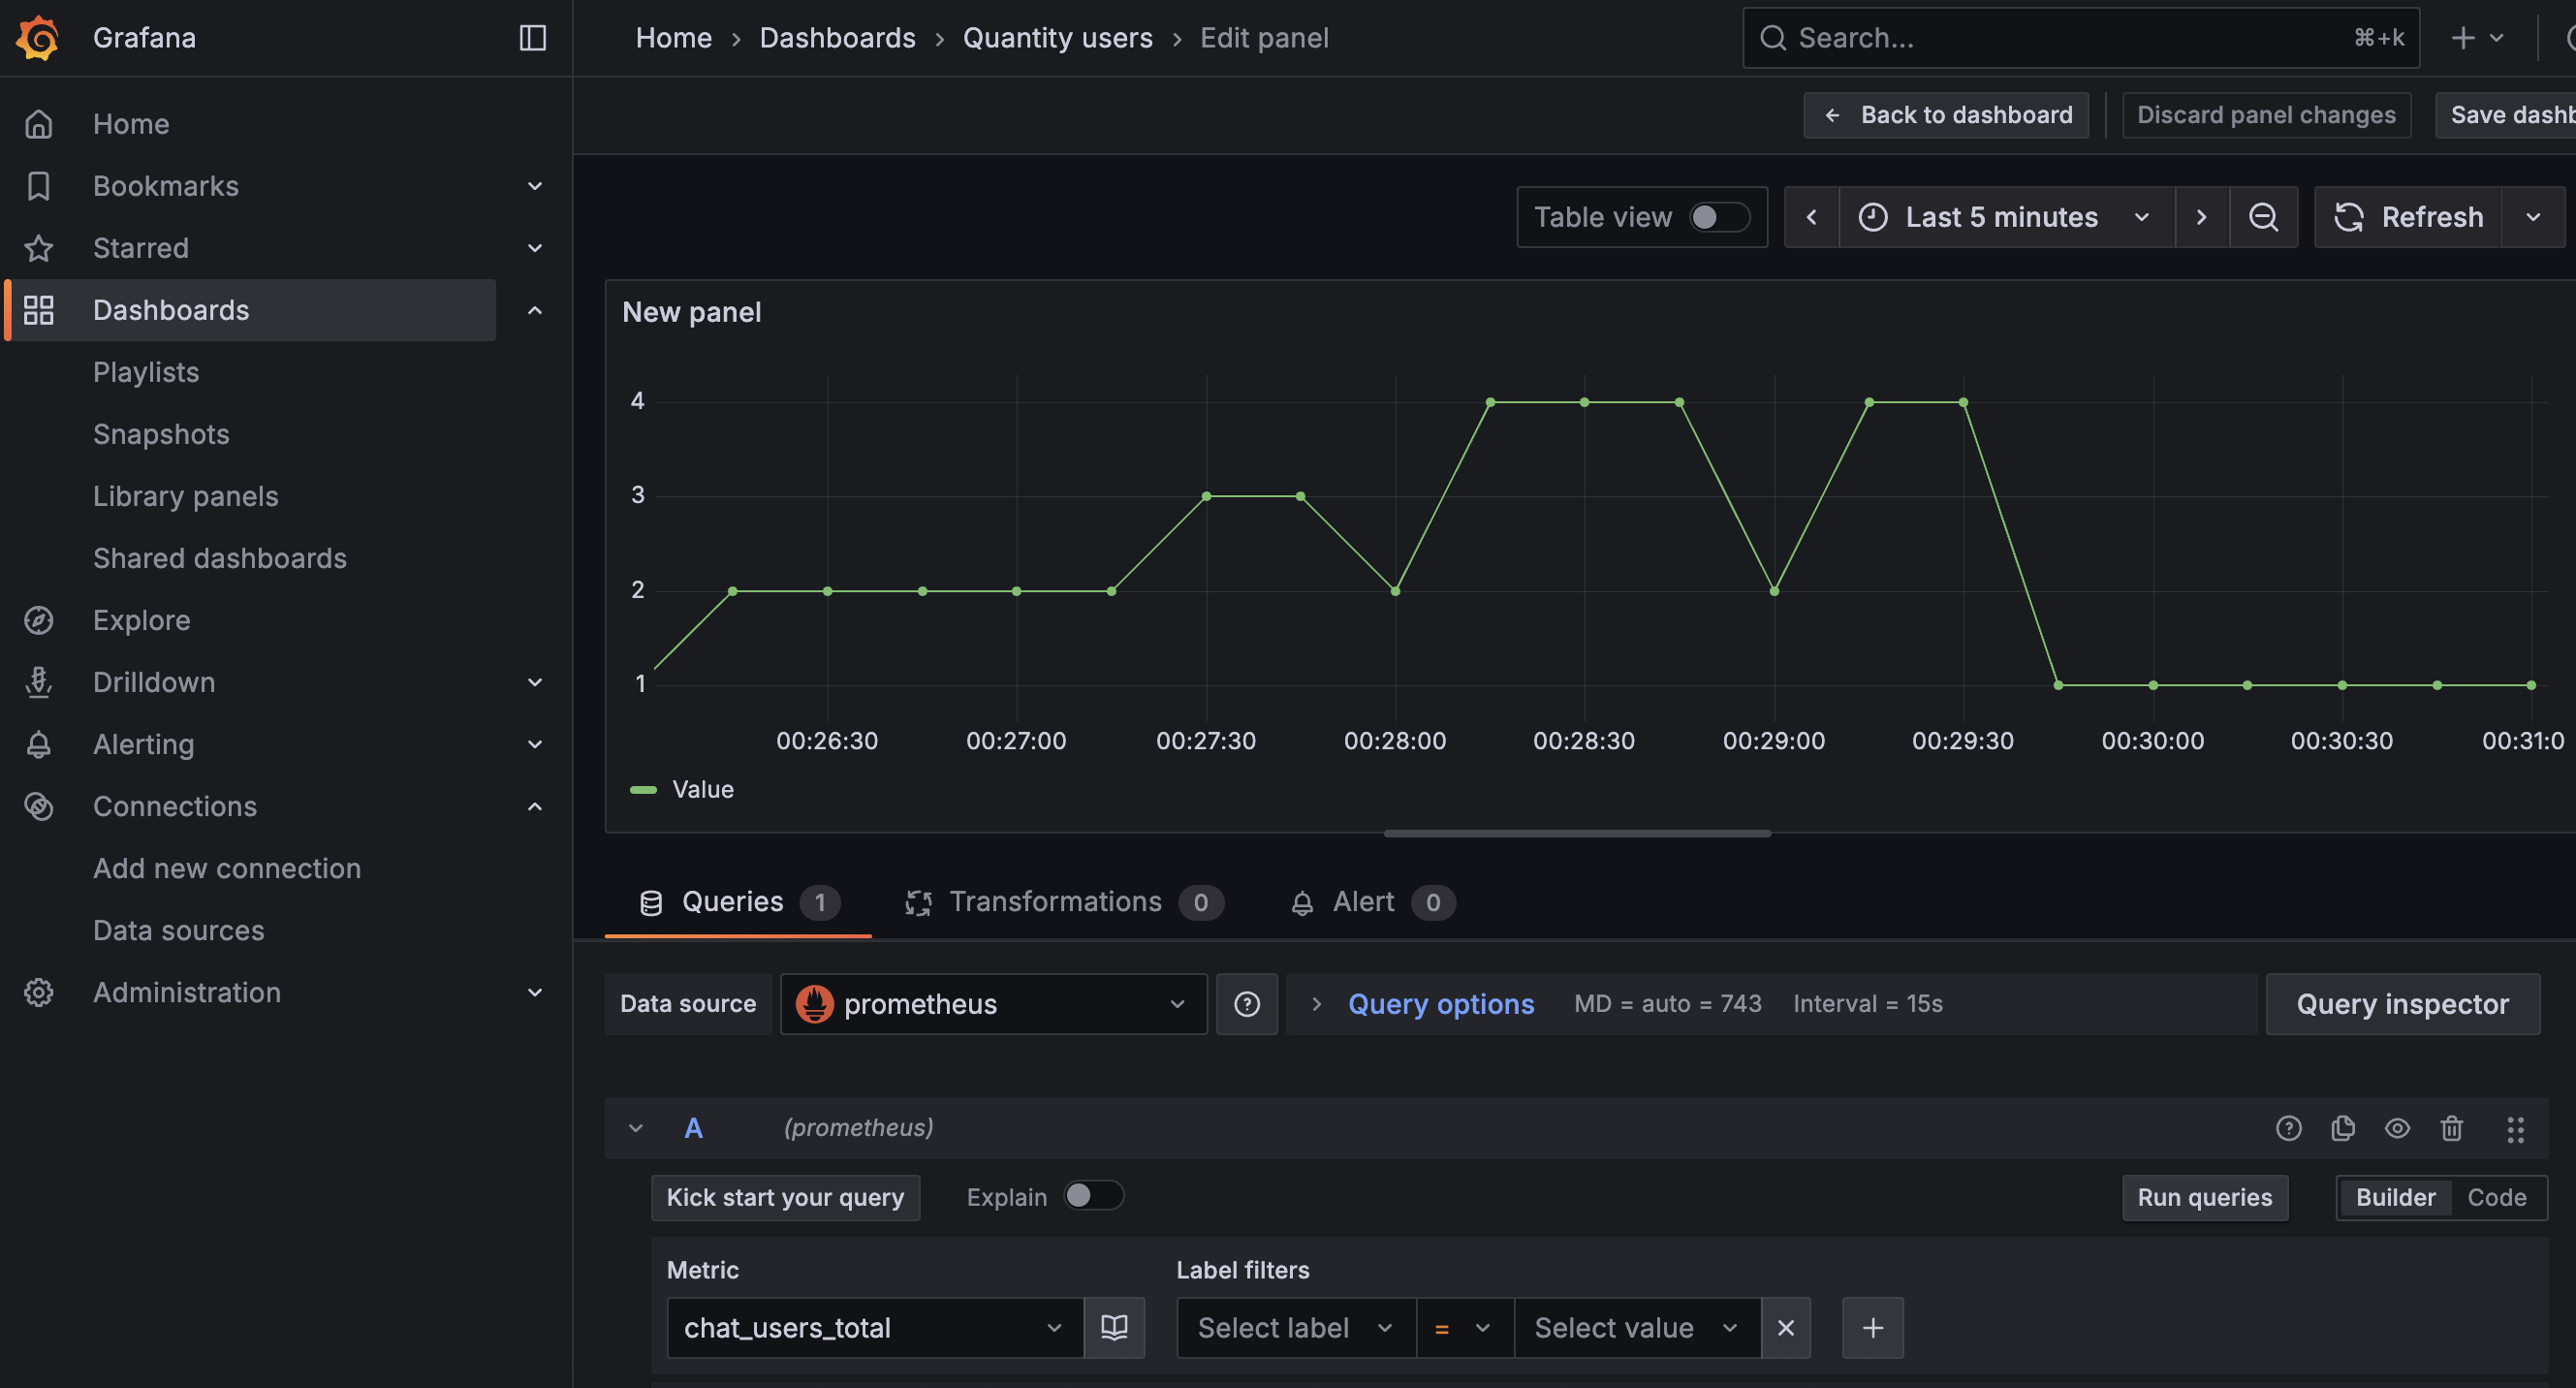 Grafana
Home › Dashboards › Quantity users › Edit panel
Search...
⌘+k
Back to dashboard
Discard panel changes
Save dashb
Home
Bookmarks
Starred
Dashboards
Playlists
Snapshots
Library panels
Shared dashboards
Explore
Drilldown
Alerting
Connections
Add new connection
Data sources
Administration
Table view
Last 5 minutes
Refresh
New panel
4
3
2
1
00:26:30 00:27:00 00:27:30 00:28:00 00:28:30 00:29:00 00:29:30 00:30:00 00:30:30 00:31:0
Value
Queries 1 Transformations 0 Alert 0
Data source prometheus Query options MD = auto = 743 Interval = 15s Query inspector
A (prometheus)
Kick start your query Explain Run queries Builder Code
Metric Label filters
chat_users_total Select label = Select value